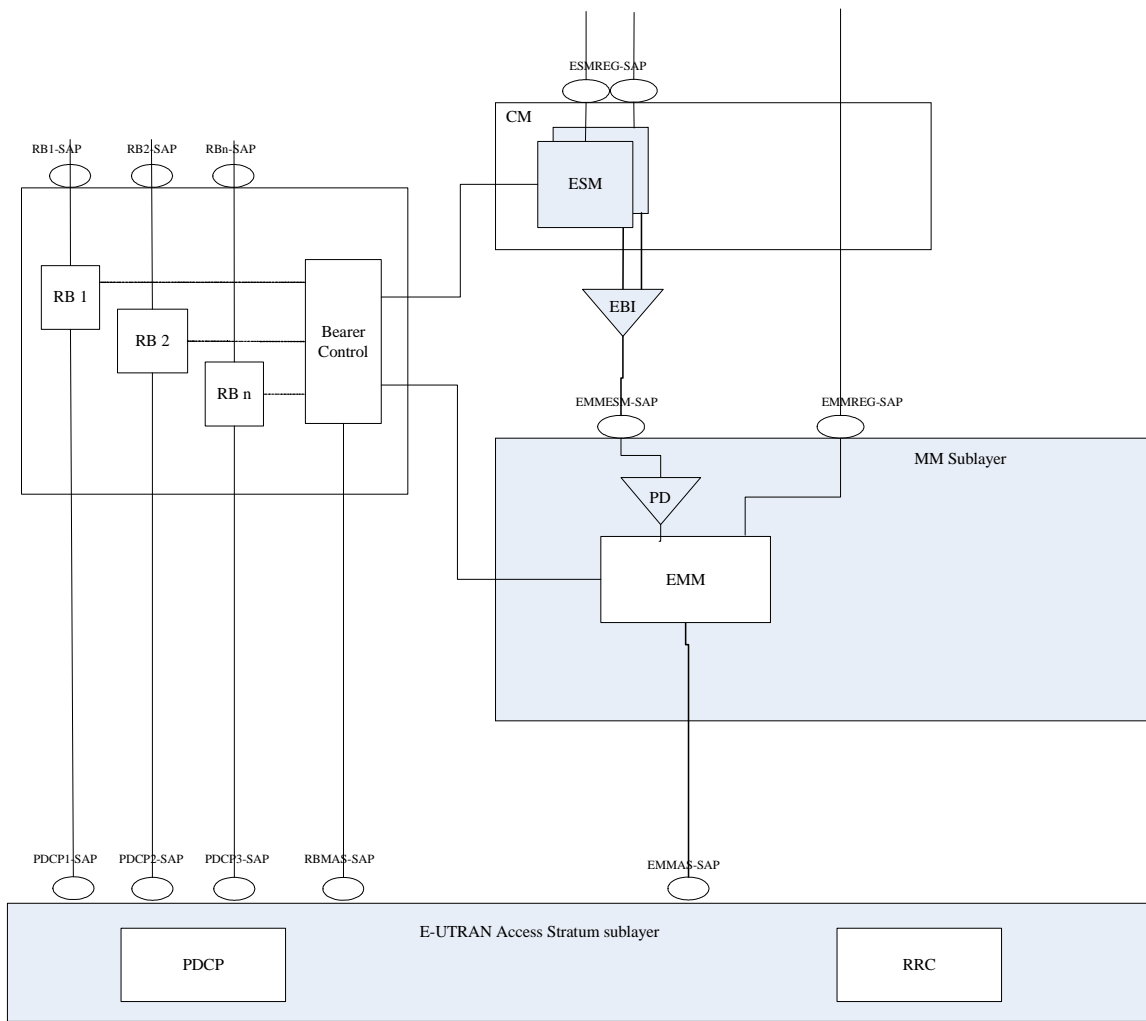 ESMREG-SAP
CM
RB1-SAP
RB2-SAP
RBn-SAP
ESM
RB 1
EBI
RB 2
Bearer
Control
RB n
EMMESM-SAP
EMMREG-SAP
MM Sublayer
PD
EMM
PDCP1-SAP
PDCP2-SAP
PDCP3-SAP
RBMAS-SAP
EMMAS-SAP
E-UTRAN Access Stratum sublayer
PDCP
RRC